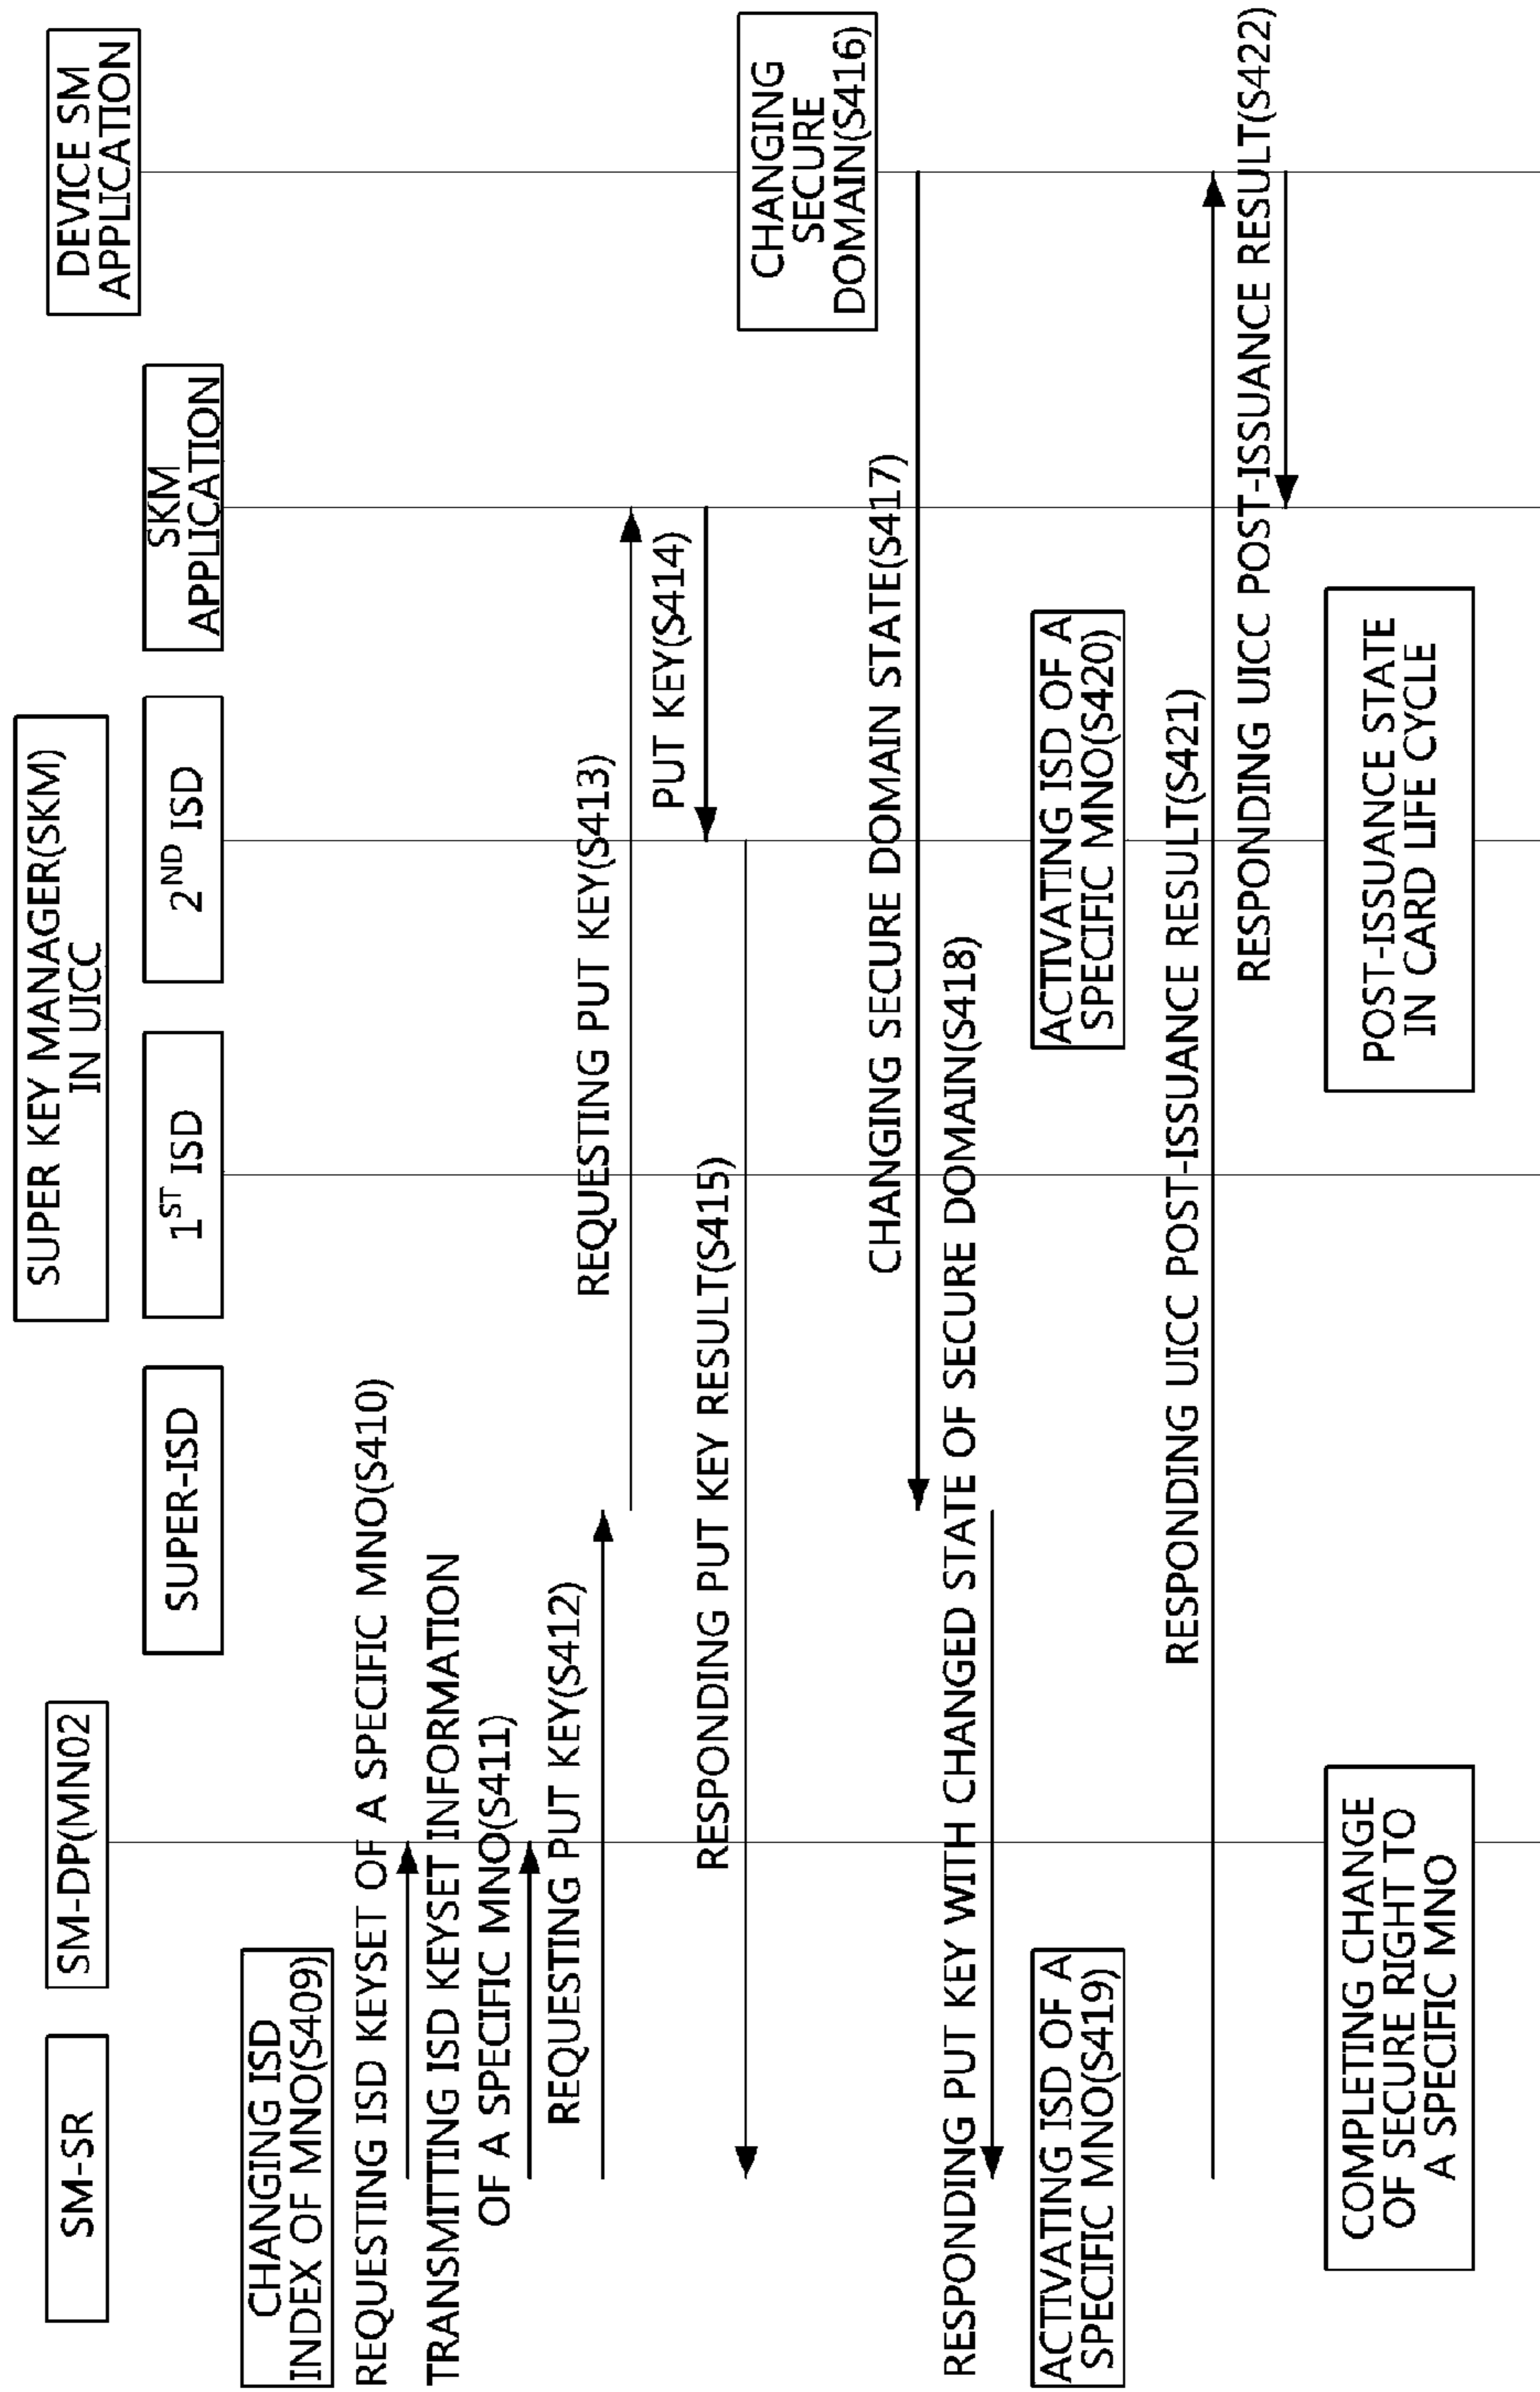 SUPER KEY MANAGER(SKM)
IN UICC
SM-SR
SM-DP(MN02
SUPER-ISD
1ST ISD
2ND ISD
SKM
APPLICATION
DEVICE SM
APPLICATION
CHANGING ISD
INDEX OF MNO(S409)
REQUESTING ISD KEYSET OF A SPECIFIC MNO(S410)
TRANSMITTING ISD KEYSET INFORMATION
OF A SPECIFIC MNO(S411)
REQUESTING PUT KEY(S412)
REQUESTING PUT KEY(S413)
PUT KEY(S414)
RESPONDING PUT KEY RESULT(S415)
CHANGING
SECURE
DOMAIN(S416)
CHANGING SECURE DOMAIN STATE(S417)
RESPONDING PUT KEY WITH CHANGED STATE OF SECURE DOMAIN(S418)
ACTIVATING ISD OF A
SPECIFIC MNO(S419)
ACTIVATING ISD OF A
SPECIFIC MNO(S420)
RESPONDING UICC POST-ISSUANCE RESULT(S421)
RESPONDING UICC POST-ISSUANCE RESULT(S422)
COMPLETING CHANGE
OF SECURE RIGHT TO
A SPECIFIC MNO
POST-ISSUANCE STATE
IN CARD LIFE CYCLE